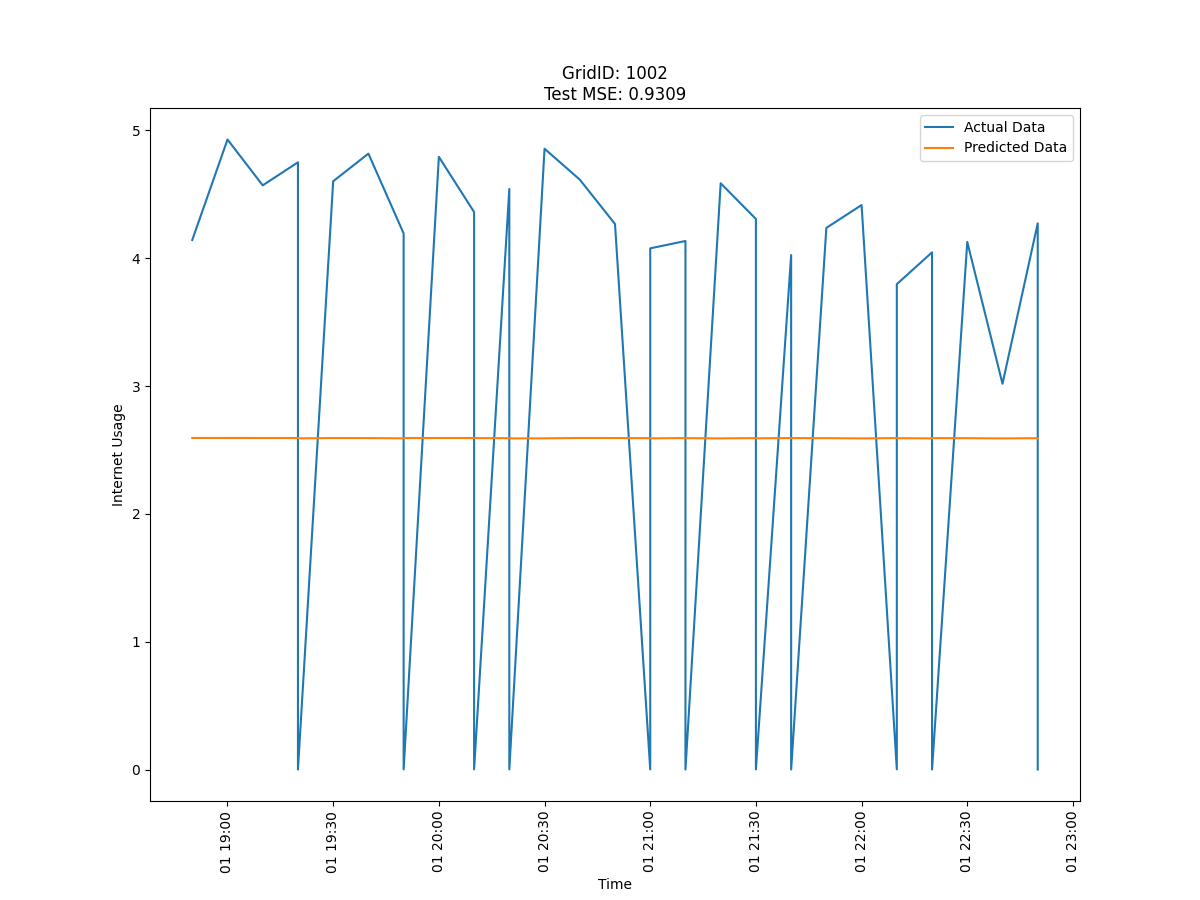 GridID: 1002
Test MSE: 0.9309
Actual Data
Predicted Data
5
4
3
2
1
0
Internet Usage
01 19:00
01 19:30
01 20:00
01 20:30
01 21:00
01 21:30
01 22:00
01 22:30
01 23:00
Time